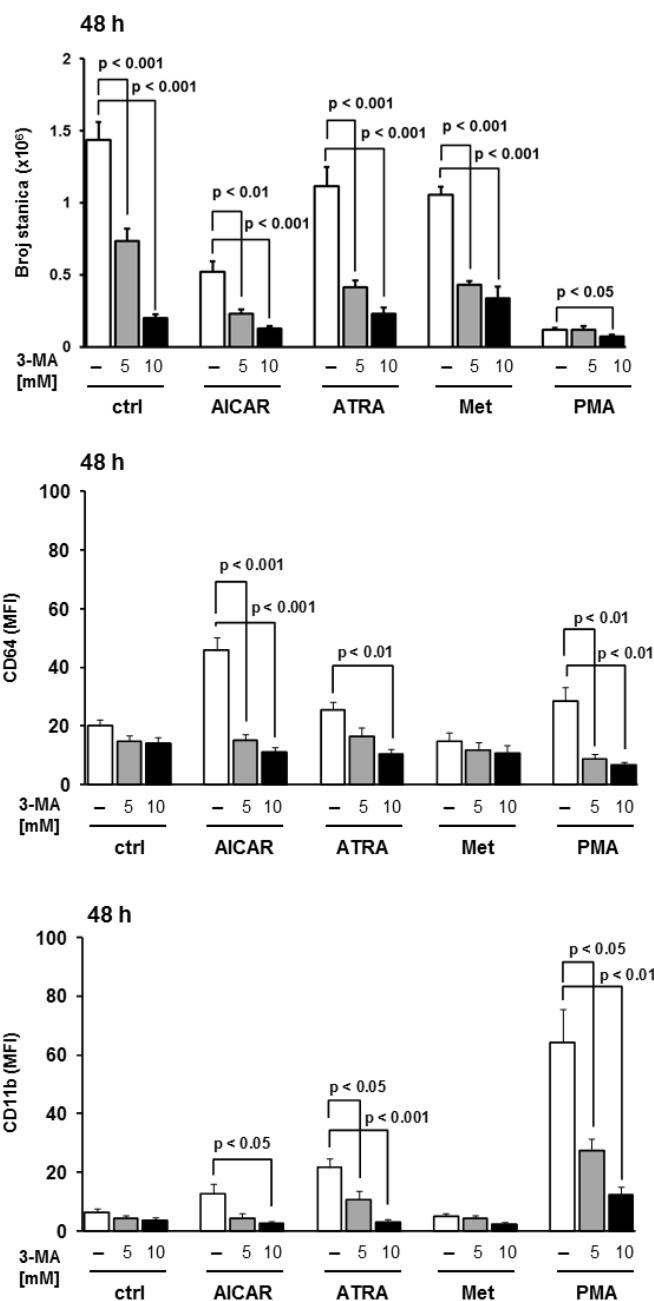 48 h
Broj stanica (x10⁶)
2
1.5
1
0.5
0
p < 0.001
p < 0.001
p < 0.01
p < 0.001
p < 0.001
p < 0.001
p < 0.001
p < 0.001
p < 0.05
3-MA [mM]
– 5 10 – 5 10 – 5 10 – 5 10 – 5 10
ctrl AICAR ATRA Met PMA
48 h
CD64 (MFI)
100
80
60
40
20
0
p < 0.001
p < 0.001
p < 0.01
p < 0.01
p < 0.01
3-MA [mM]
– 5 10 – 5 10 – 5 10 – 5 10 – 5 10
ctrl AICAR ATRA Met PMA
48 h
CD11b (MFI)
100
80
60
40
20
0
p < 0.05
p < 0.05
p < 0.001
p < 0.05
p < 0.01
3-MA [mM]
– 5 10 – 5 10 – 5 10 – 5 10 – 5 10
ctrl AICAR ATRA Met PMA